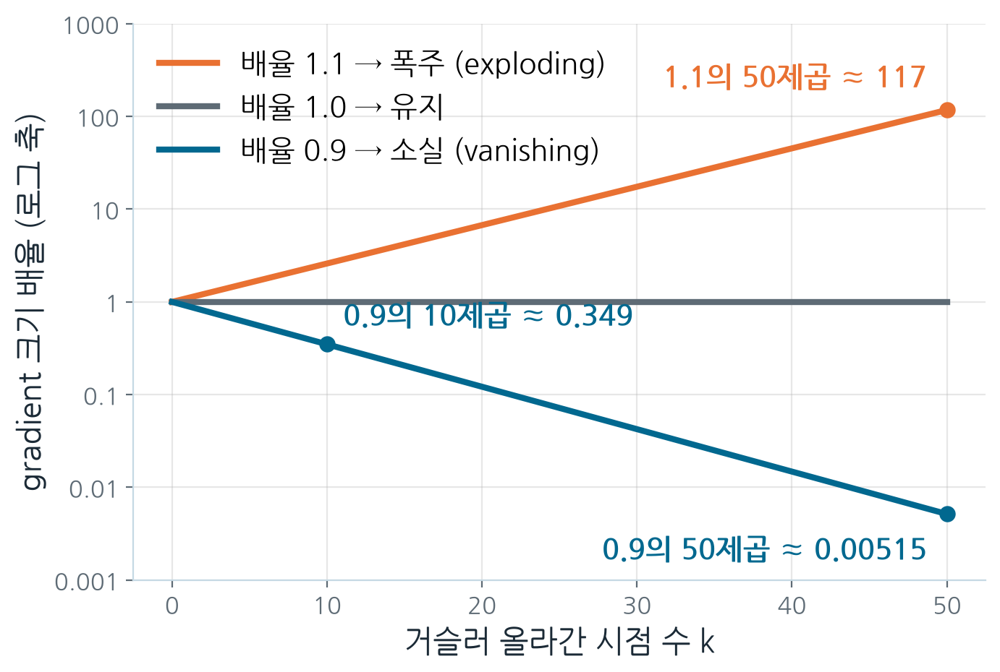 1000
100
10
1
0.1
0.01
0.001
gradient 크기 배율 (로그 축)
배율 1.1 → 폭주 (exploding)
배율 1.0 → 유지
배율 0.9 → 소실 (vanishing)
1.1의 50제곱 ≈ 117
0.9의 10제곱 ≈ 0.349
0.9의 50제곱 ≈ 0.00515
0 10 20 30 40 50
거슬러 올라간 시점 수 k